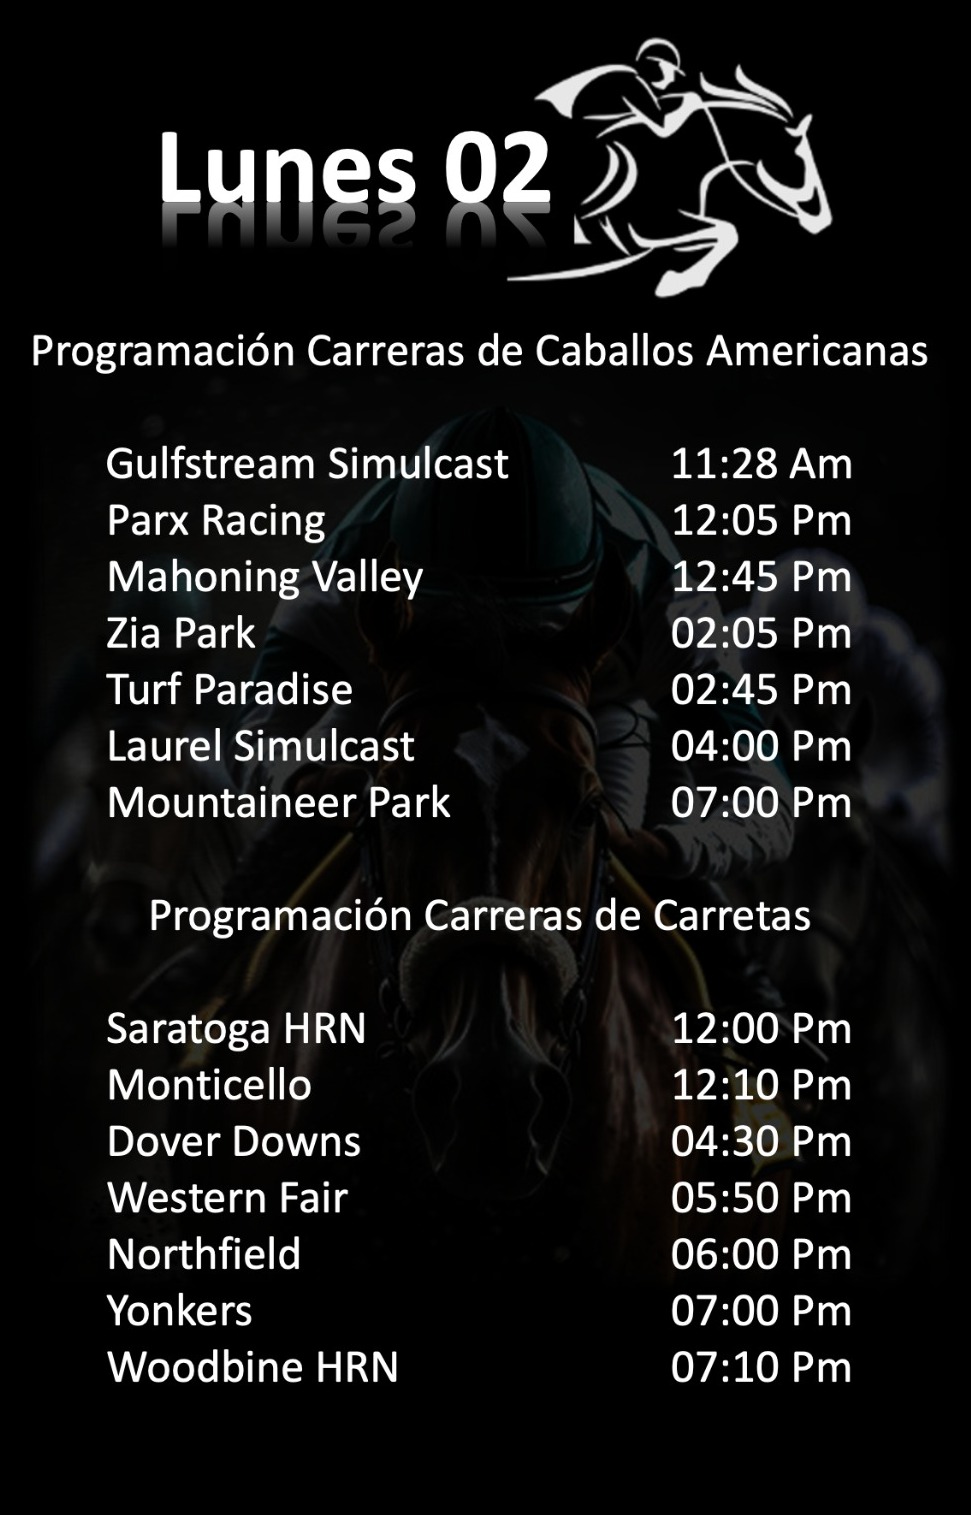 Lunes 02
Programación Carreras de Caballos Americanas
Gulfstream Simulcast 11:28 Am
Parx Racing 12:05 Pm
Mahoning Valley 12:45 Pm
Zia Park 02:05 Pm
Turf Paradise 02:45 Pm
Laurel Simulcast 04:00 Pm
Mountaineer Park 07:00 Pm
Programación Carreras de Carretas
Saratoga HRN 12:00 Pm
Monticello 12:10 Pm
Dover Downs 04:30 Pm
Western Fair 05:50 Pm
Northfield 06:00 Pm
Yonkers 07:00 Pm
Woodbine HRN 07:10 Pm